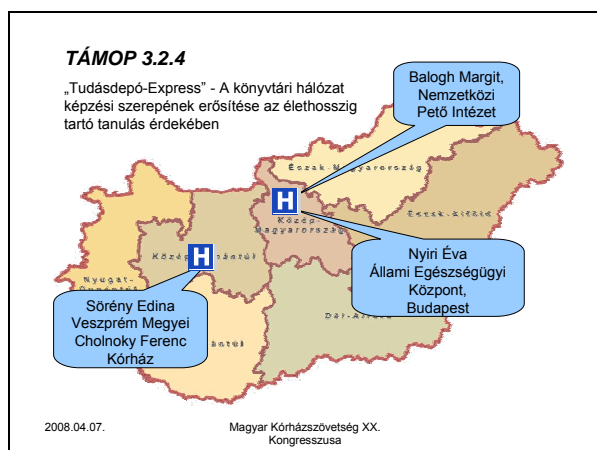 TÁMOP 3.2.4
„Tudásdepó-Express” - A könyvtári hálózat
képzési szerepének erősítése az élethosszig
tartó tanulás érdekében
Balogh Margit,
Nemzetközi
Pető Intézet
Észak-Magyarország
H
Észak-Alföld
Közép-
Magyarország
H
Nyugat-
Nyiri Éva
Állami Egészségügyi
Központ,
Budapest
Sörény Edina
Veszprém Megyei
Cholnoky Ferenc
Kórház
2008.04.07.
Magyar Kórházszövetség XX.
Kongresszusa